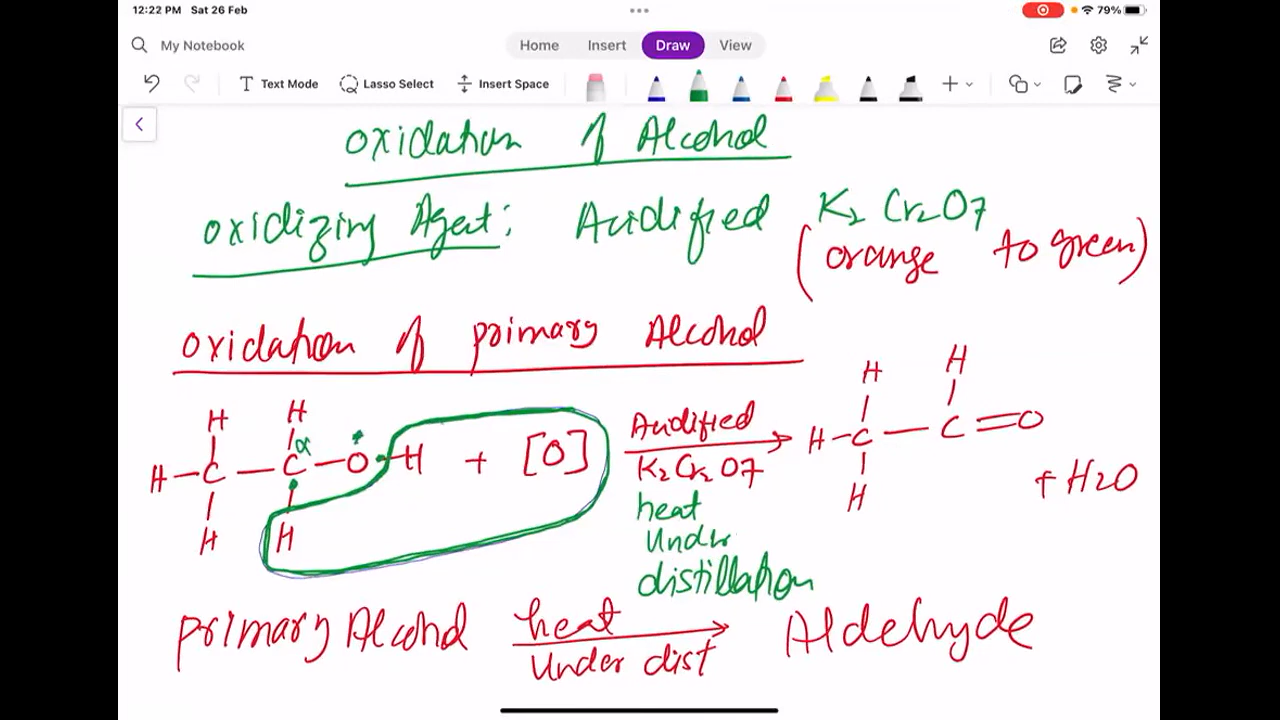 12:22 PM Sat 26 Feb
79%
My Notebook
Home Insert Draw View
Text Mode Lasso Select Insert Space
oxidation of Alcohol
oxidizing Agent: Acidified K2 Cr2O7
(orange to green)
oxidation of primary Alcohol
H H
H-C-C-O-H + [O]
α
H H
Acidified
K2Cr2O7
heat
Under
distillation
H H
H-C-C=O
H
+ H2O
primary Alcohol heat Under dist Aldehyde